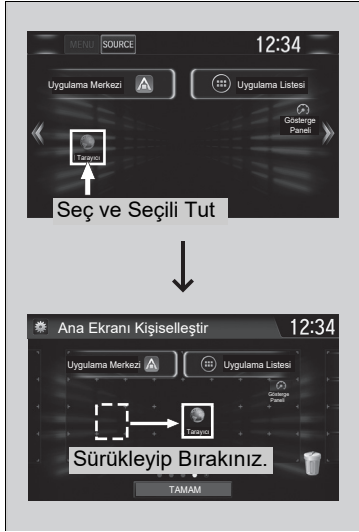 MENU SOURCE 12:34
Uygulama Merkezi Uygulama Listesi
Gösterge
Paneli
Tarayıcı
Seç ve Seçili Tut
Ana Ekranı Kişiselleştir 12:34
Uygulama Merkezi Uygulama Listesi
Gösterge
Paneli
Tarayıcı
Sürükleyip Bırakınız.
TAMAM